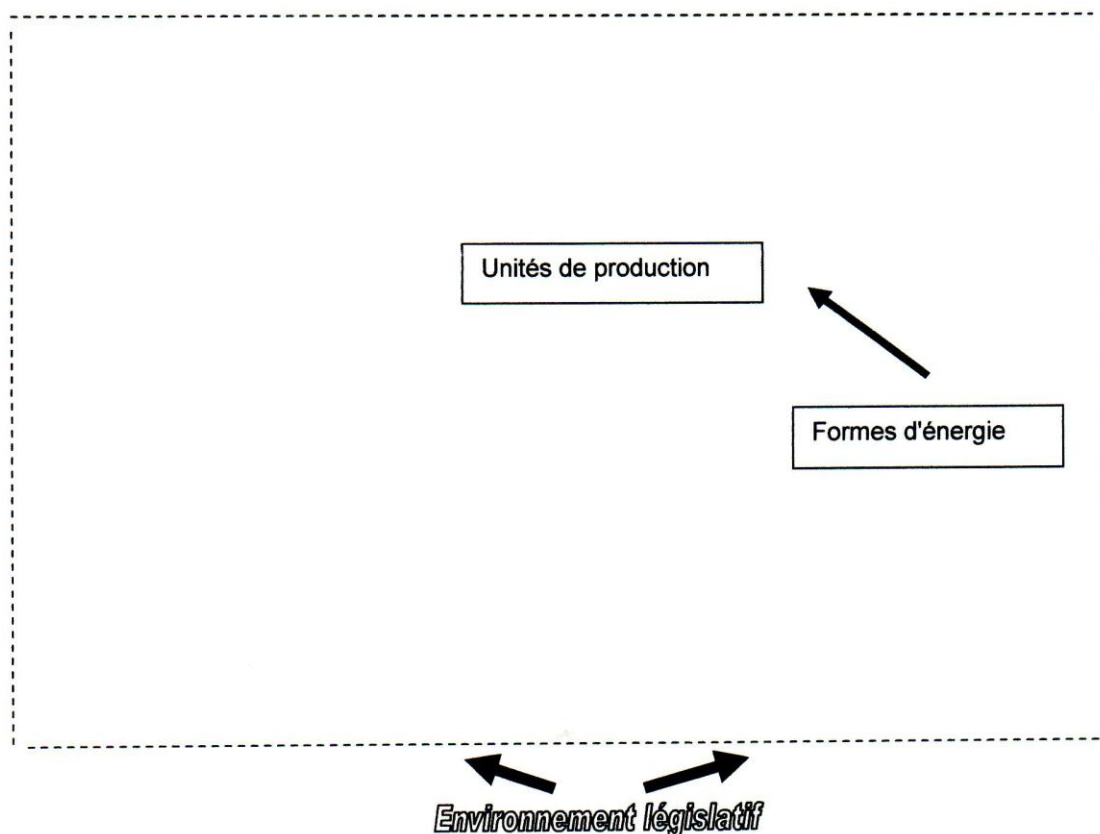 Unités de production
Formes d'énergie
Environnement législatif